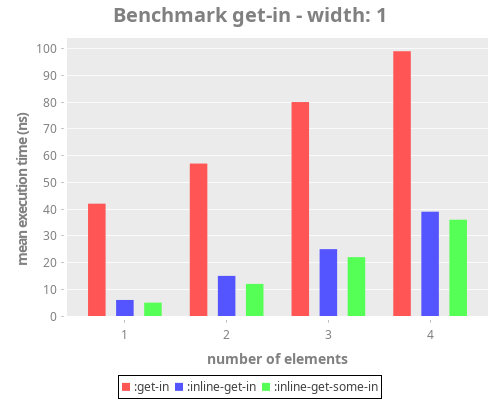 Benchmark get-in - width: 1
mean execution time (ns)
100
90
80
70
60
50
40
30
20
10
0
1 2 3 4
number of elements
:get-in :inline-get-in :inline-get-some-in